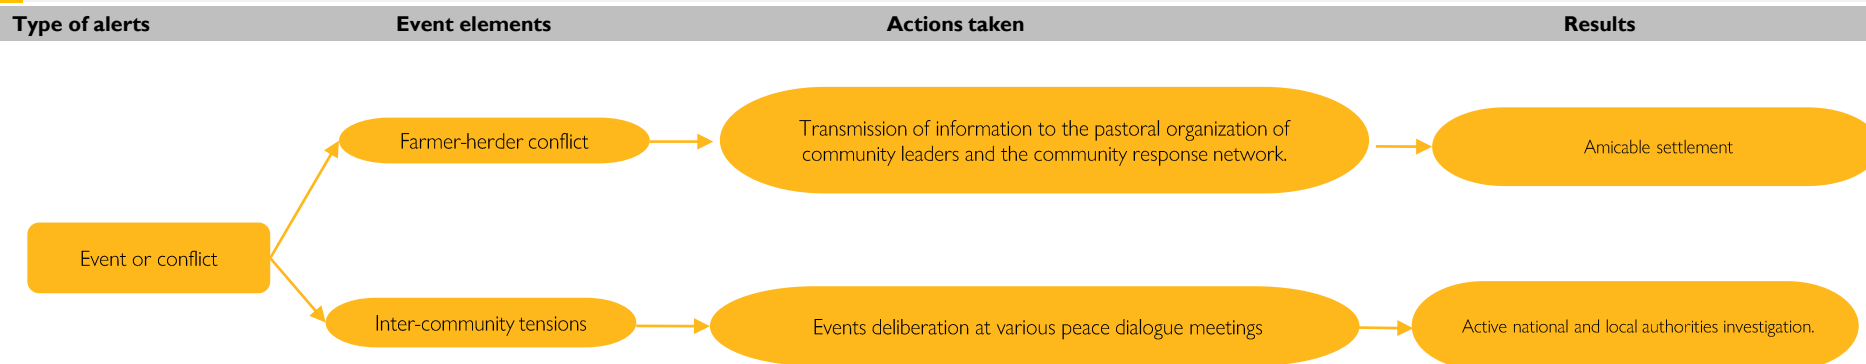 Type of alerts
Event elements
Actions taken
Results
Farmer-herder conflict
Transmission of information to the pastoral organization of
community leaders and the community response network.
Amicable settlement
Event or conflict
Inter-community tensions
Events deliberation at various peace dialogue meetings
Active national and local authorities investigation.